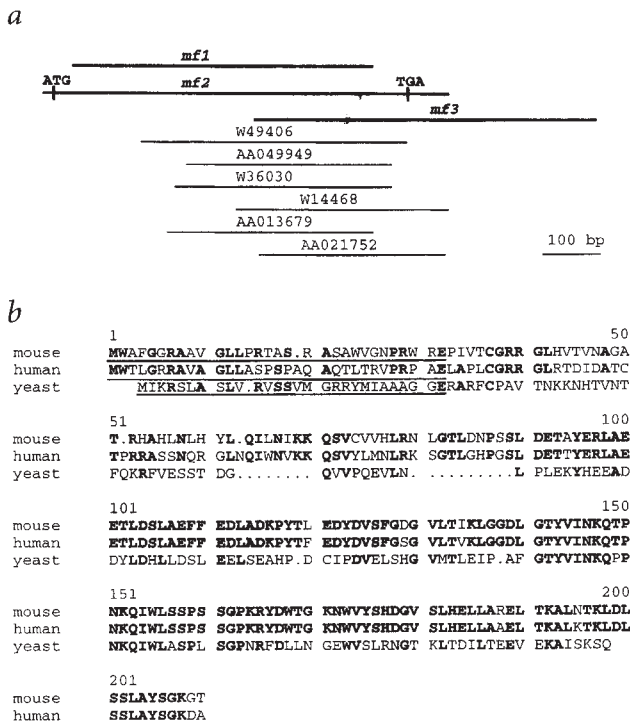 a
mf1
ATG mf2 TGA
mf3
W49406
AA049949
W36030
W14468
AA013679
AA021752
100 bp
b
1 50
mouse MWAFGGRAAV GLLPRTAS.R ASAWVGNPRW REPIVTCGRR GLHVTVNAGA
human MWTLGRRAVA GLLASPSPAQ AQTLTRVPRP AELAPLCGRR GLRTDIDATC
yeast MIKRSLAS SLV.RVSSVM GRRYMIAAAG GERARFCPAV TNKKNHTVNT
51 100
mouse T.RHAHLNLH YL.QILNIKK QSVCVVHLRN LGTLDNPSSL DETAYERLAE
human TPRRASSNQR GLNQIWNVKK QSVYLMNLRK SGTLGHPGSL DETTYERLAE
yeast FQKRFVESST DG........ QVVPQEVLN. .........L PLEKYHEEAD
101 150
mouse ETLDSLAEFF EDLADKPYTL EDYDVSFGDG VLTIKLGGDL GTYVINKQTP
human ETLDSLAEFF EDLADKPYTF EDYDVSFGSG VLTVKLGGDL GTYVINKQTP
yeast DYLDHLLDSL EELSEAHP.D CIPDVELSHG VMTLEIP.AF GTYVINKQPP
151 200
mouse NKQIWLSSPS SGPKRYDWTG KNWVYSHDGV SLHELLAREL TKALNTKLDL
human NKQIWLSSPS SGPKRYDWTG KNWVYSHDGV SLHELLAAEL TKALKTKLDL
yeast NKQIWLASPL SGPNRFDLLN GEWVSLRNGT KLTDILTEEV EKAISKSQ
201
mouse SSLAYSGKGT
human SSLAYSGKDA